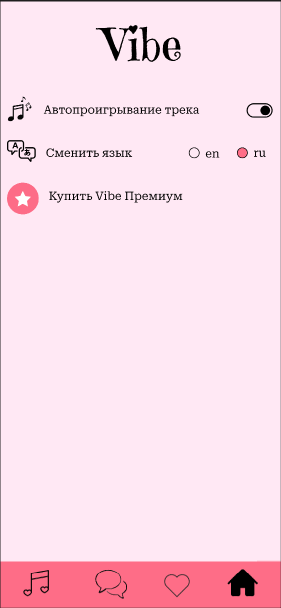 Vibe
Автопроигрывание трека
Сменить язык en ru
Купить Vibe Премиум